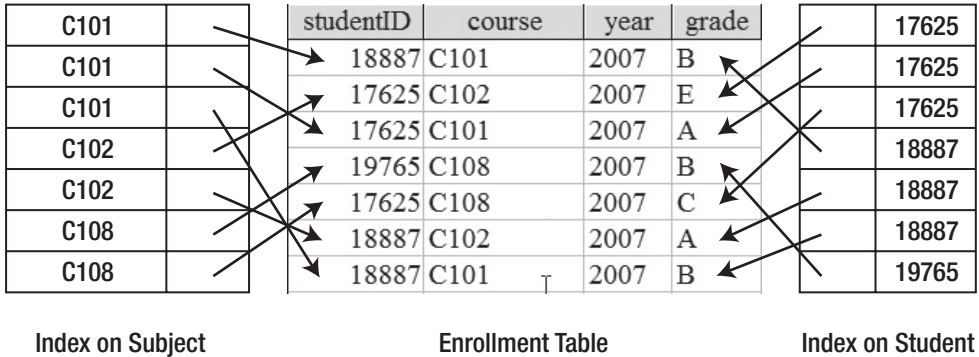 C101
C101
C101
C102
C102
C108
C108
studentID course year grade
18887 C101 2007 B
17625 C102 2007 E
17625 C101 2007 A
19765 C108 2007 B
17625 C108 2007 C
18887 C102 2007 A
18887 C101 2007 B
17625
17625
17625
18887
18887
18887
19765
Index on Subject
Enrollment Table
Index on Student